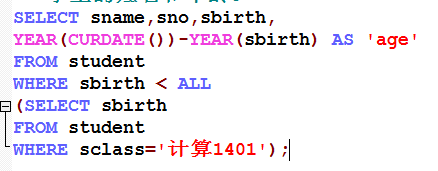 SELECT sname,sno,sbirth,
YEAR(CURDATE())-YEAR(sbirth) AS 'age'
FROM student
WHERE sbirth < ALL
(SELECT sbirth
FROM student
WHERE sclass='计算1401');